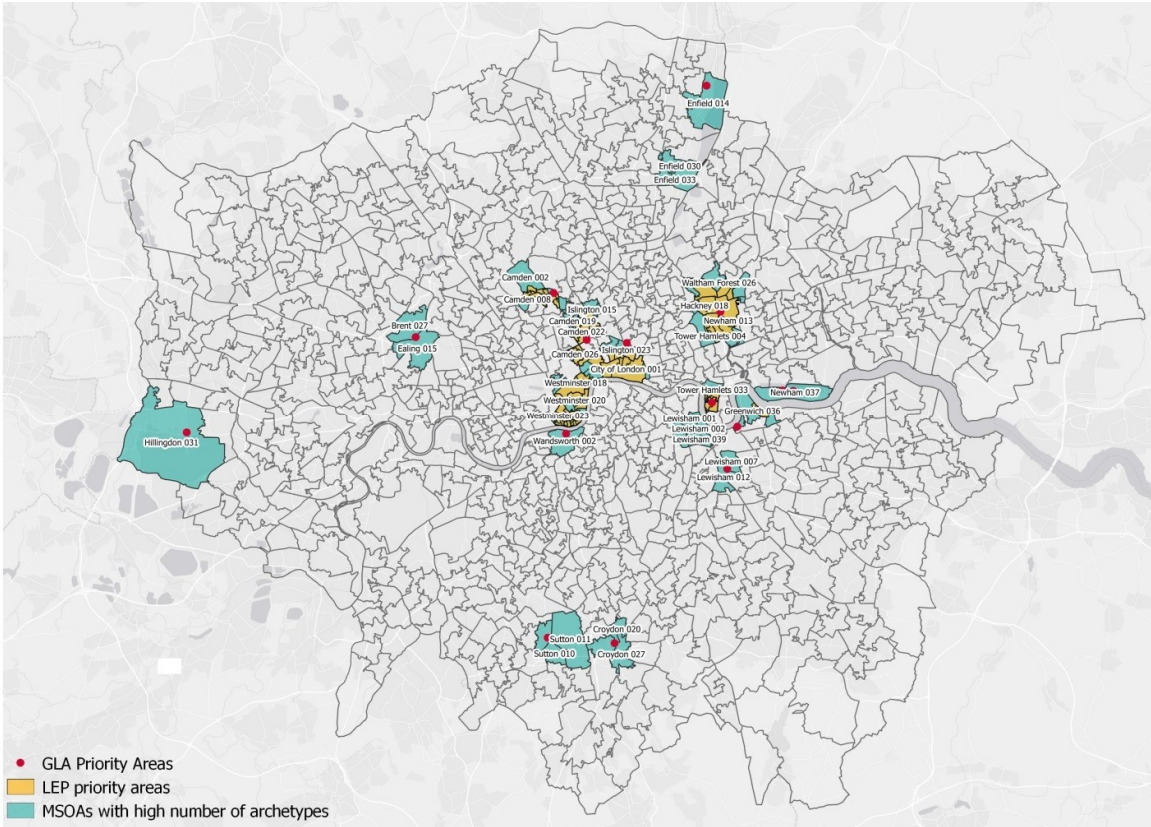 Enfield 014
Enfield 030
Enfield 033
Camden 002
Waltham Forest 026
Camden 008
Hackney 018
Islington 015
Camden 019
Newham 013
Brent 027
Camden 022
Tower Hamlets 004
Ealing 015
Islington 023
Camden 026
City of London 001
Westminster 018
Tower Hamlets 033
Newham 037
Westminster 020
Greenwich 036
Westminster 023
Lewisham 001
Lewisham 002
Wandsworth 002
Lewisham 039
Hillingdon 031
Lewisham 007
Lewisham 012
Croydon 020
Sutton 011
Sutton 010
Croydon 027
GLA Priority Areas
LEP priority areas
MSOAs with high number of archetypes